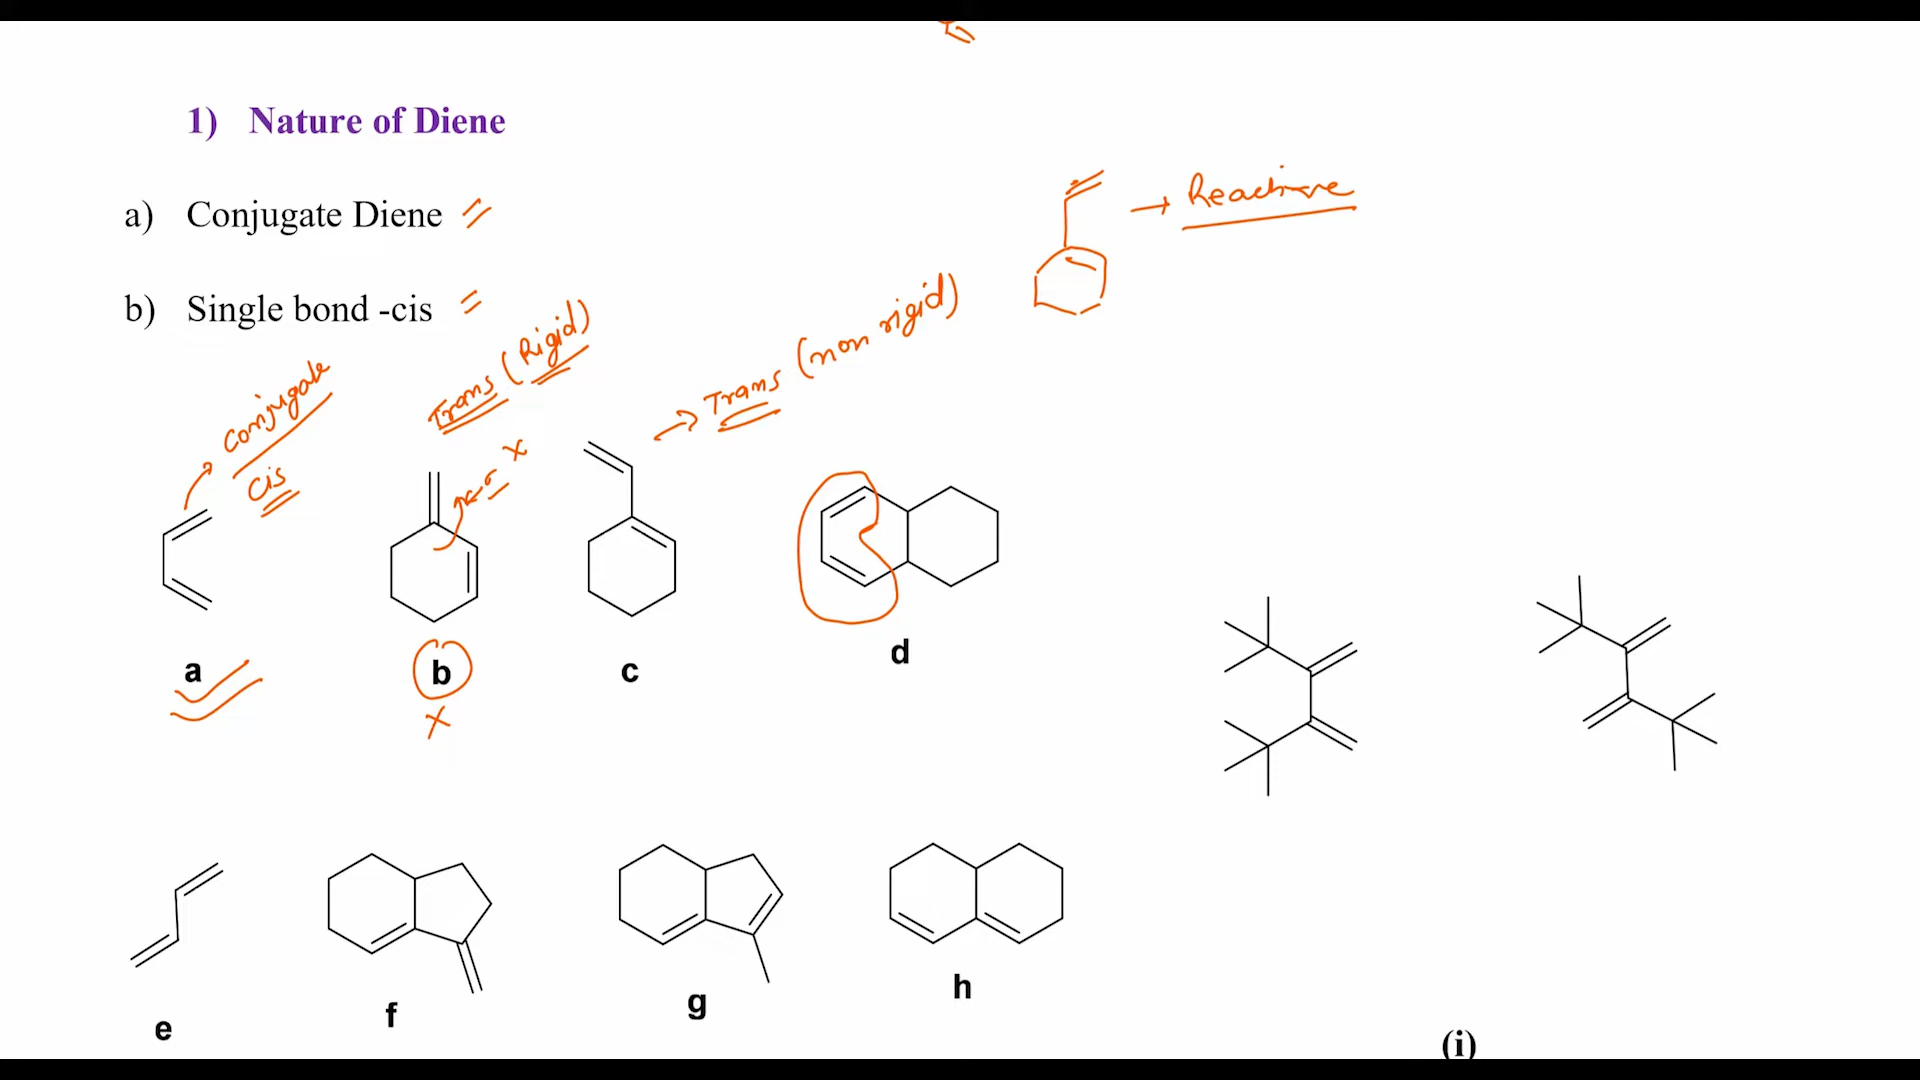 1) Nature of Diene
a) Conjugate Diene
→ Reactive
b) Single bond -cis
Conjugate
cis
Trans (Rigid)
σ x
→ Trans (non rigid)
a
b
c
d
x
e
f
g
h
(i)